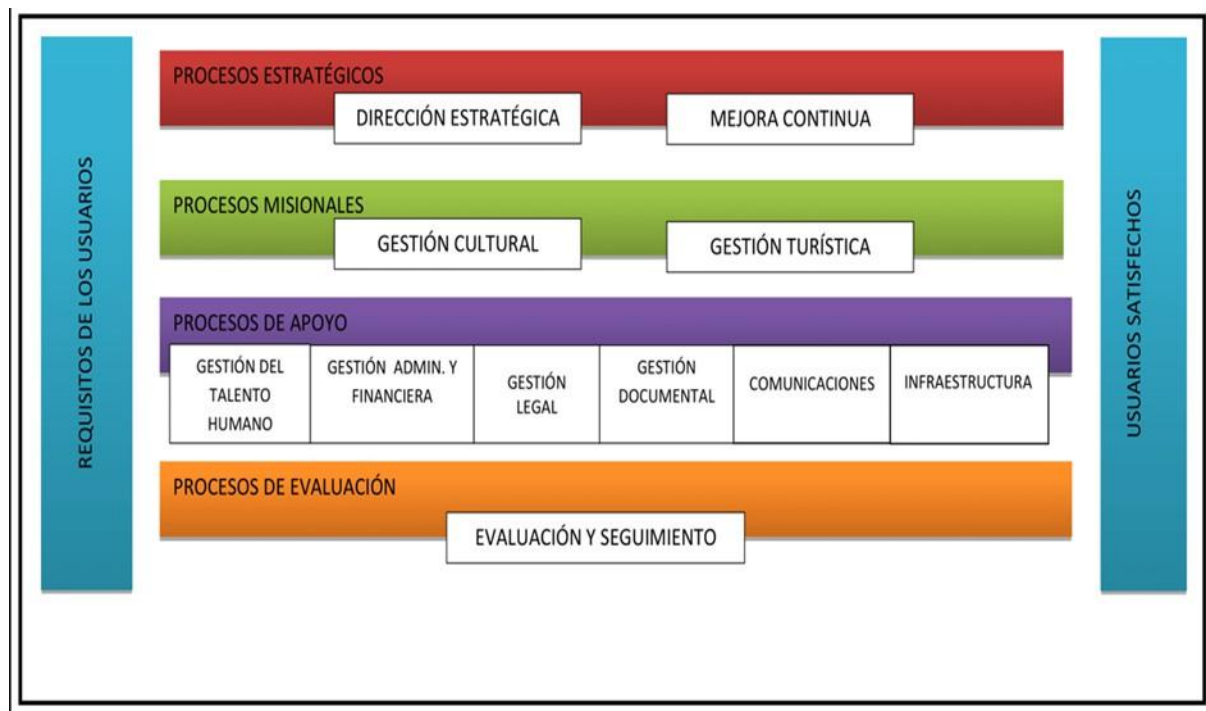 REQUISITOS DE LOS USUARIOS
PROCESOS ESTRATÉGICOS
DIRECCIÓN ESTRATÉGICA
MEJORA CONTINUA
PROCESOS MISIONALES
GESTIÓN CULTURAL
GESTIÓN TURÍSTICA
PROCESOS DE APOYO
GESTIÓN DEL
TALENTO
HUMANO
GESTIÓN ADMIN. Y
FINANCIERA
GESTIÓN
LEGAL
GESTIÓN
DOCUMENTAL
COMUNICACIONES
INFRAESTRUCTURA
PROCESOS DE EVALUACIÓN
EVALUACIÓN Y SEGUIMIENTO
USUARIOS SATISFECHOS